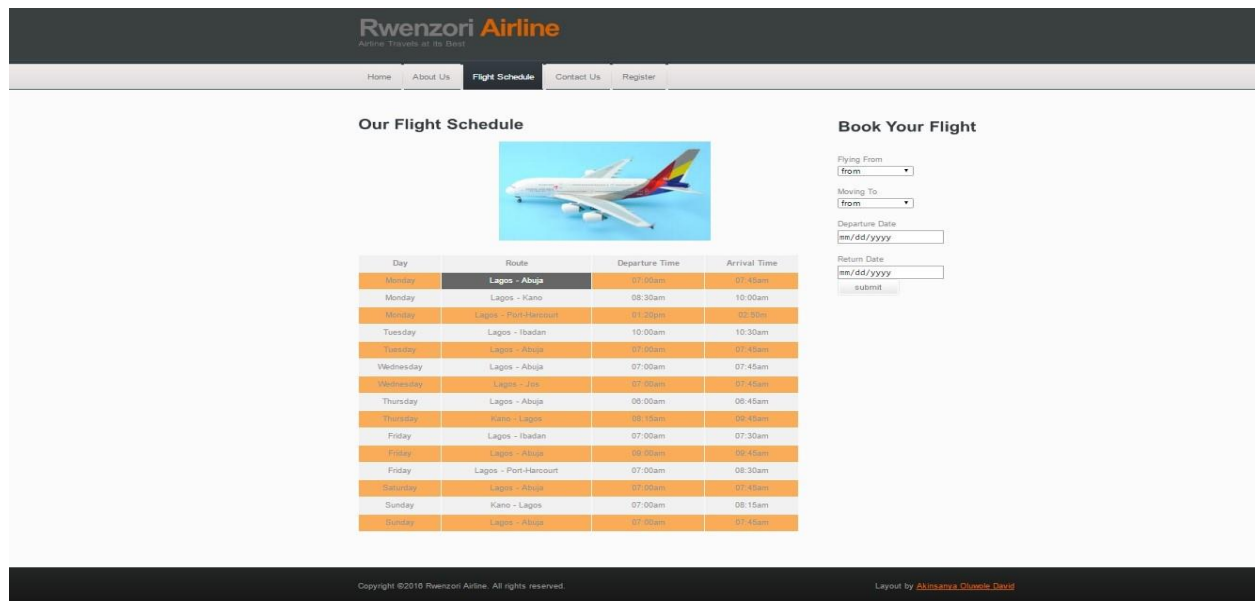 Rwenzori Airline
Airline Travels at Its Best
Home About Us Flight Schedule Contact Us Register
Our Flight Schedule
Day Route Departure Time Arrival Time
Monday Lagos - Abuja 07:00am 07:45am
Monday Lagos - Kano 08:30am 10:00am
Monday Lagos - Port-Harcourt 01:20pm 02:50m
Tuesday Lagos - Ibadan 10:00am 10:30am
Tuesday Lagos - Abuja 07:00am 07:45am
Wednesday Lagos - Abuja 07:00am 07:45am
Wednesday Lagos - Jos 07:00am 07:45am
Thursday Lagos - Abuja 06:00am 06:45am
Thursday Kano - Lagos 08:15am 09:45am
Friday Lagos - Ibadan 07:00am 07:30am
Friday Lagos - Abuja 09:00am 09:45am
Friday Lagos - Port-Harcourt 07:00am 08:30am
Saturday Lagos - Abuja 07:00am 07:45am
Sunday Kano - Lagos 07:00am 08:15am
Sunday Lagos - Abuja 07:00am 07:45am
Book Your Flight
Flying From
from
Moving To
from
Departure Date
mm/dd/yyyy
Return Date
mm/dd/yyyy
submit
Copyright ©2016 Rwenzori Airline. All rights reserved.
Layout by Akinsanya Oluwole David